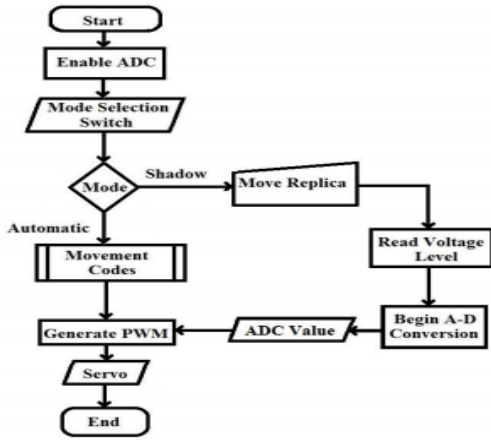 Start
Enable ADC
Mode Selection
Switch
Mode
Shadow
Move Replica
Automatic
Read Voltage
Level
Movement
Codes
Begin A-D
Conversion
ADC Value
Generate PWM
Servo
End